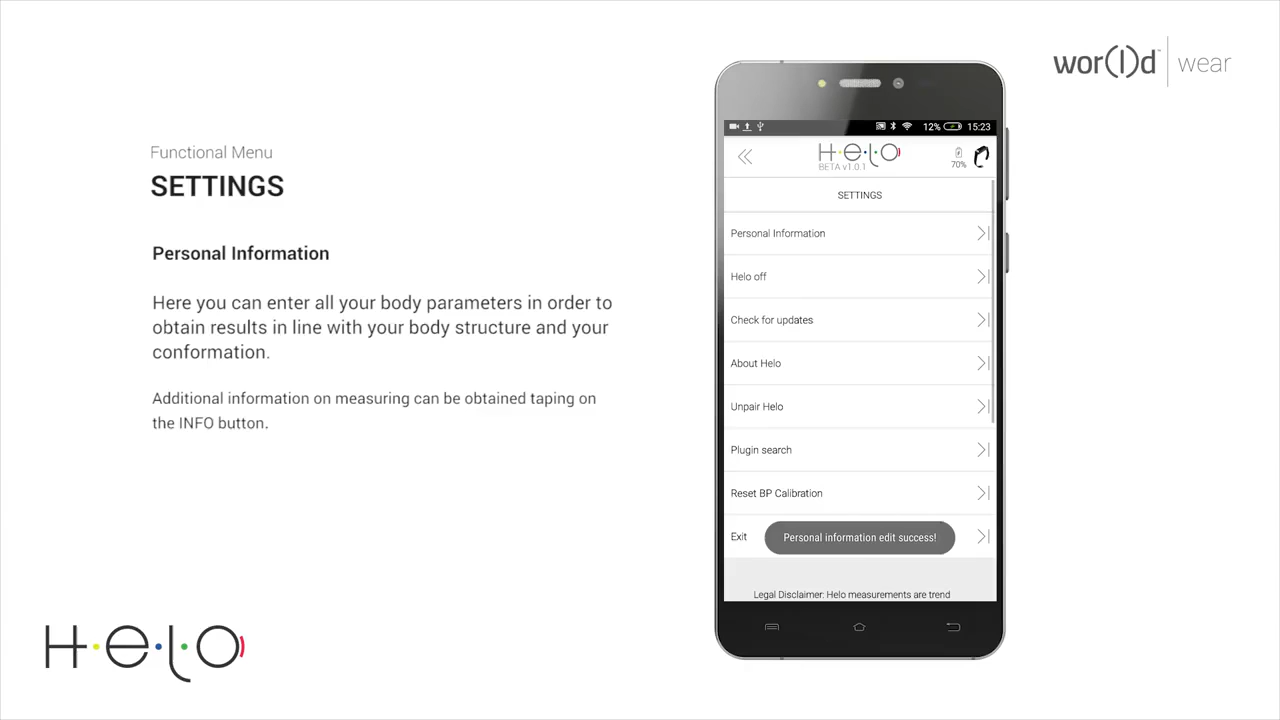 wor(l)d™ | wear
Functional Menu
SETTINGS
Personal Information
Here you can enter all your body parameters in order to
obtain results in line with your body structure and your
conformation.
Additional information on measuring can be obtained taping on
the INFO button.
Helo
12% 15:23
Helo
BETA v1.0.1
70%
SETTINGS
Personal Information
Helo off
Check for updates
About Helo
Unpair Helo
Plugin search
Reset BP Calibration
Exit
Personal information edit success!
Legal Disclaimer: Helo measurements are trend